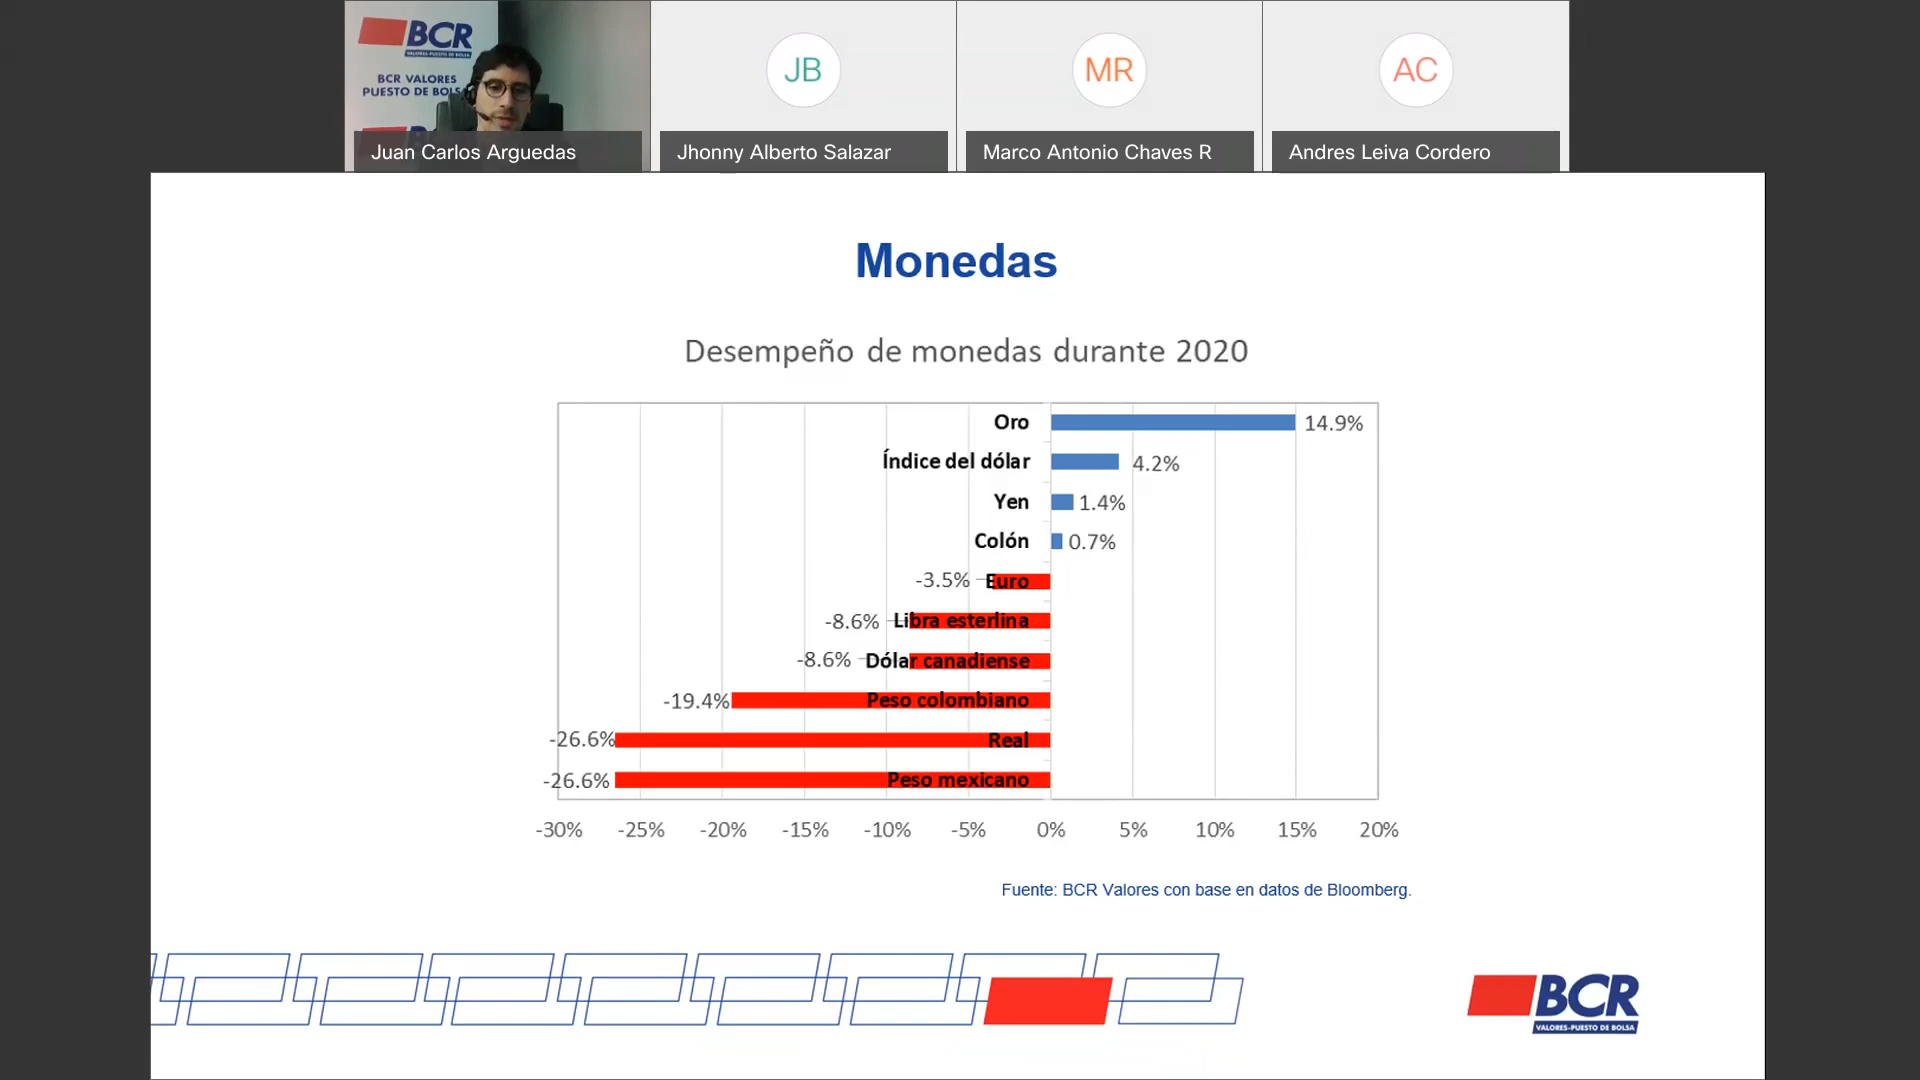 BCR
VALORES-PUESTO DE BOLSA
BCR VALORES
JB
MR
AC
Juan Carlos Arguedas
Jhonny Alberto Salazar
Marco Antonio Chaves R
Andres Leiva Cordero
Monedas
Desempeño de monedas durante 2020
Oro 14.9%
Índice del dólar 4.2%
Yen 1.4%
Colón 0.7%
-3.5% Euro
-8.6% Libra esterlina
-8.6% Dólar canadiense
-19.4% Peso colombiano
-26.6% Real
-26.6% Peso mexicano
-30% -25% -20% -15% -10% -5% 0% 5% 10% 15% 20%
Fuente: BCR Valores con base en datos de Bloomberg.
BCR
VALORES-PUESTO DE BOLSA